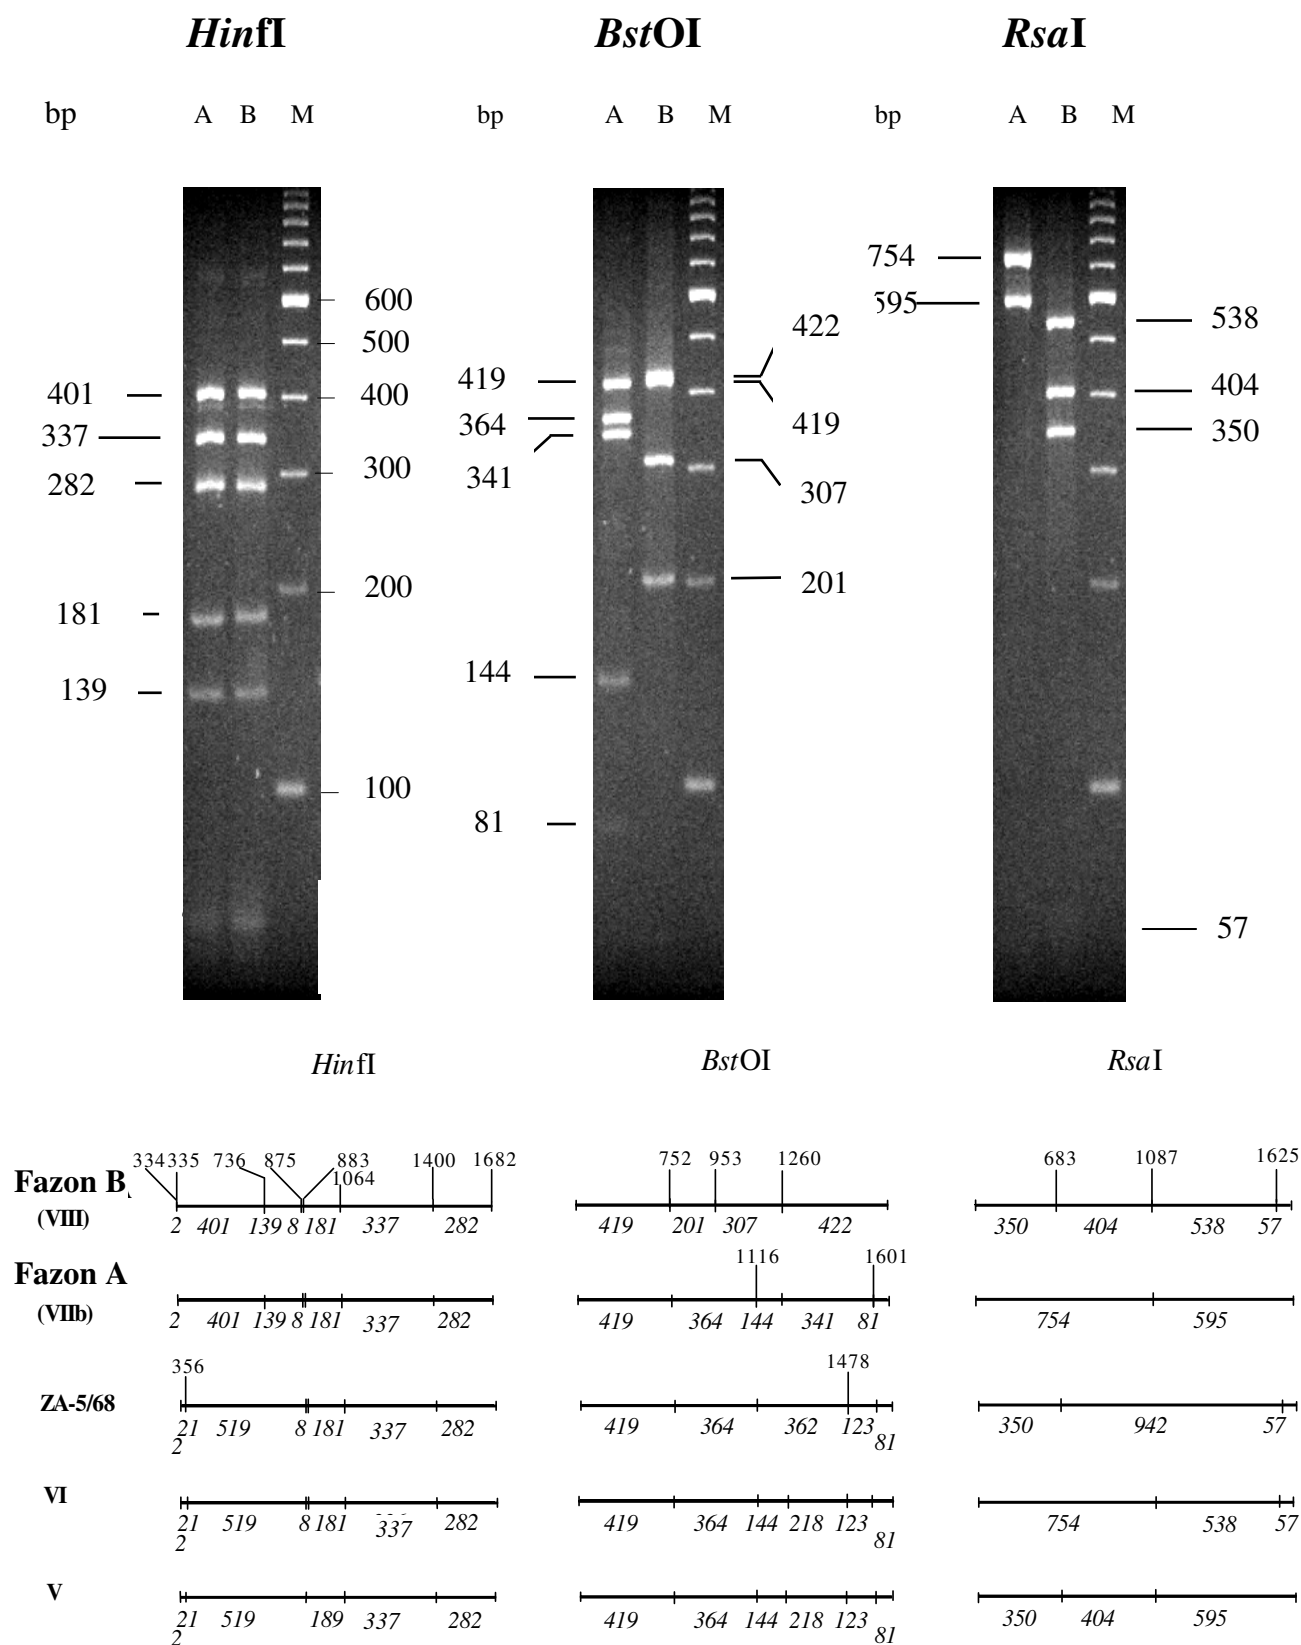 HinfI BstOI RsaI
bp A B M bp A B M bp A B M
401
337
282
181
139
600
500
400
300
200
100
419
364
341
144
81
422
419
307
201
754
595
538
404
350
57
HinfI BstOI RsaI
334 335 736 875 883 1064 1400 1682 752 953 1260 683 1087 1625
Fazon B
(VIII)
2 401 139 8 181 337 282 419 201 307 422 350 404 538 57
1116 1601
Fazon A
(VIIb)
2 401 139 8 181 337 282 419 364 144 341 81 754 595
356 1478
ZA-5/68
21 519 8 181 337 282 419 364 362 123 350 942 57
2 81
VI
21 519 8 181 337 282 419 364 144 218 123 754 538 57
2 81
V
21 519 189 337 282 419 364 144 218 123 350 404 595
2 81